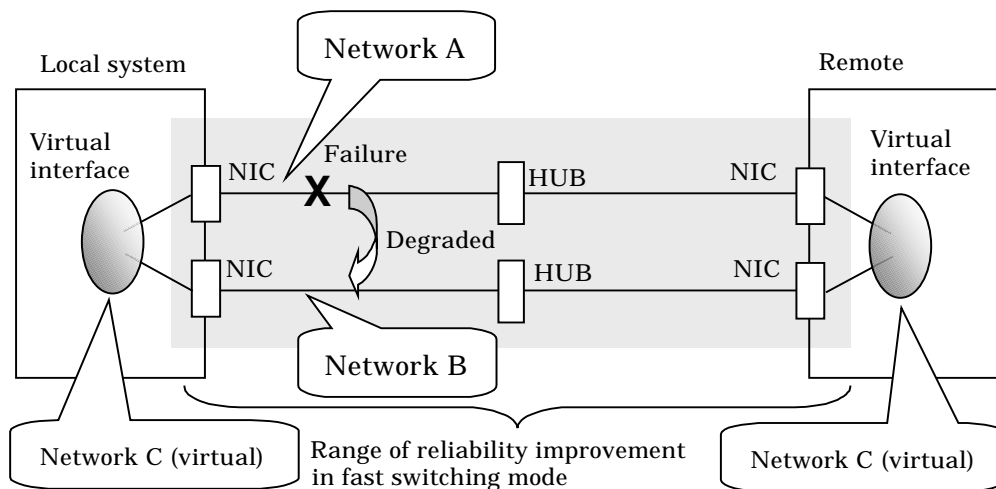 Network A
Local system
Remote
Virtual
interface
Failure
Virtual
interface
NIC
X
HUB
NIC
Degraded
NIC
HUB
NIC
Network B
Network C (virtual)
Range of reliability improvement
in fast switching mode
Network C (virtual)